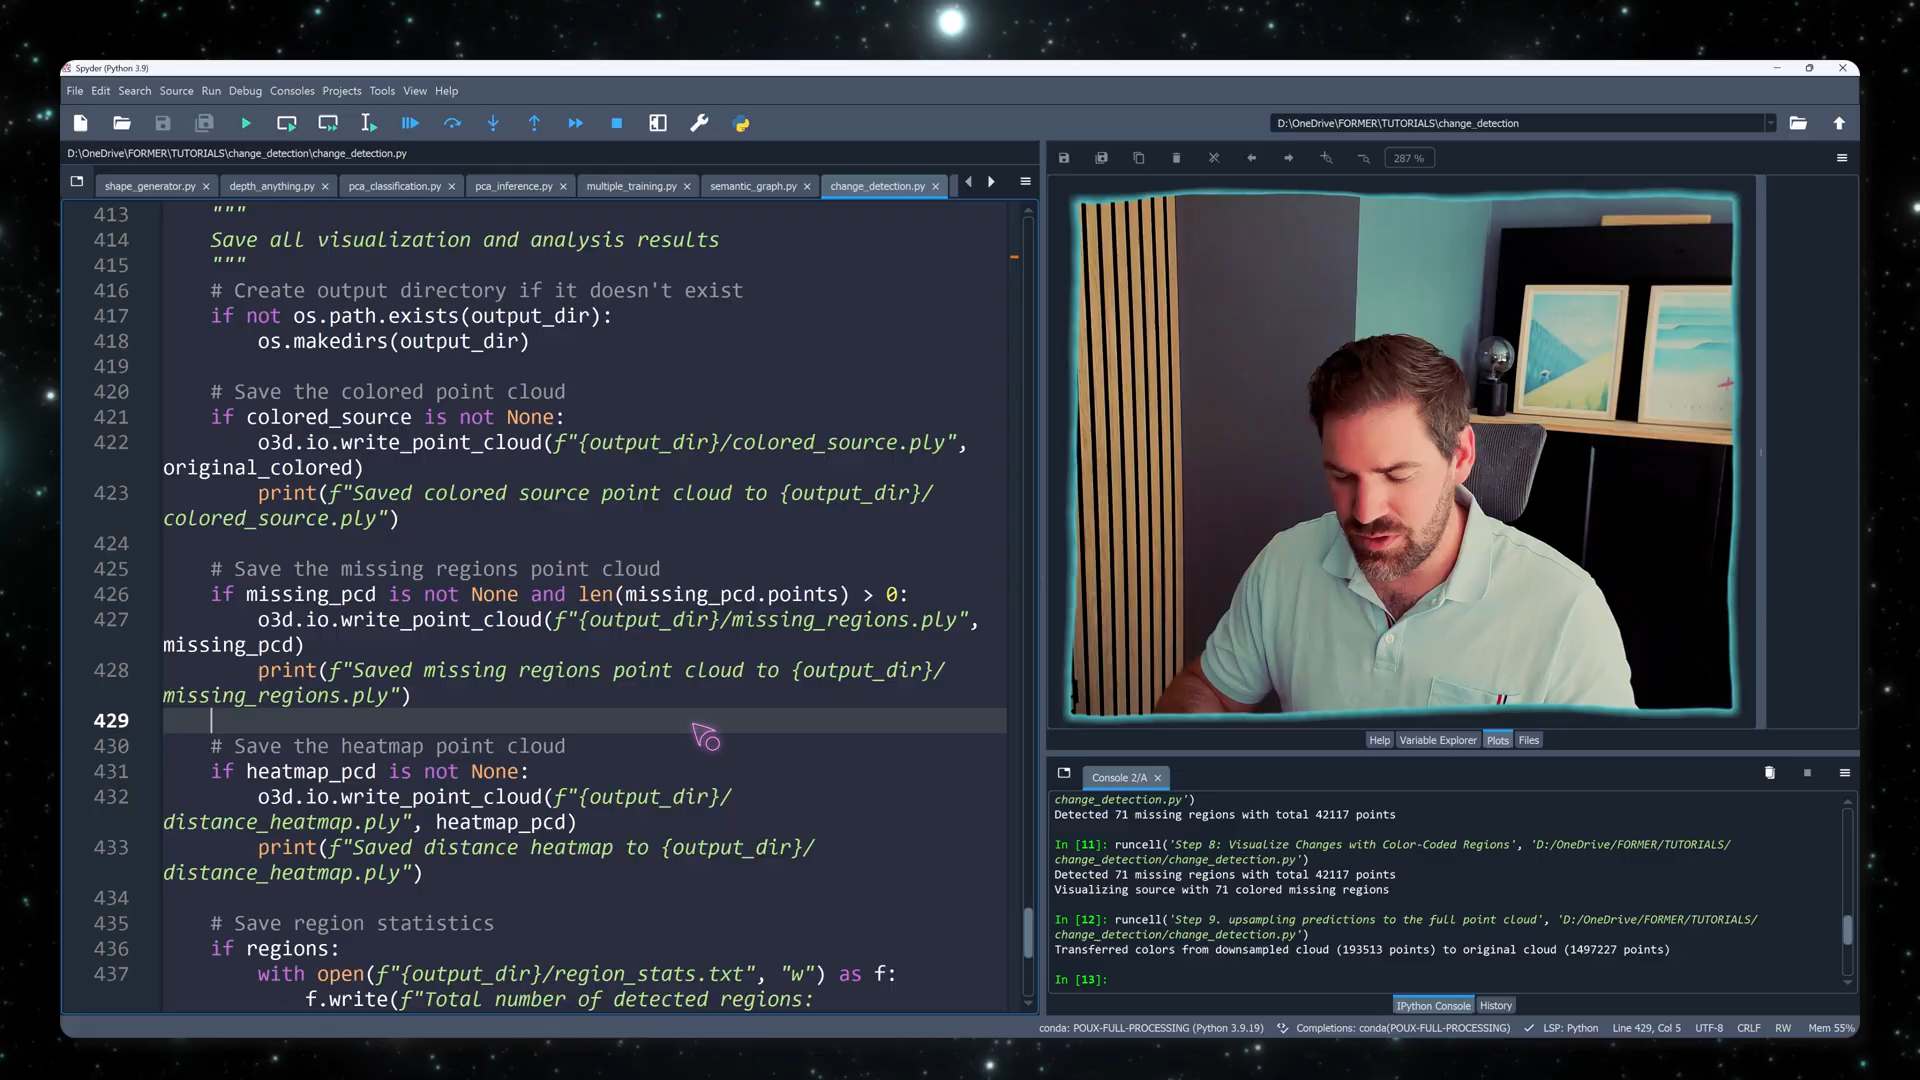 Spyder (Python 3.9)
File Edit Search Source Run Debug Consoles Projects Tools View Help
D:\OneDrive\FORMER\TUTORIALS\change_detection
D:\OneDrive\FORMER\TUTORIALS\change_detection\change_detection.py
shape_generator.py depth_anything.py pca_classification.py pca_inference.py multiple_training.py semantic_graph.py change_detection.py
413 """
414 Save all visualization and analysis results
415 """
416 # Create output directory if it doesn't exist
417 if not os.path.exists(output_dir):
418 os.makedirs(output_dir)
419
420 # Save the colored point cloud
421 if colored_source is not None:
422 o3d.io.write_point_cloud(f"{output_dir}/colored_source.ply",
original_colored)
423 print(f"Saved colored source point cloud to {output_dir}/
colored_source.ply")
424
425 # Save the missing regions point cloud
426 if missing_pcd is not None and len(missing_pcd.points) > 0:
427 o3d.io.write_point_cloud(f"{output_dir}/missing_regions.ply",
missing_pcd)
428 print(f"Saved missing regions point cloud to {output_dir}/
missing_regions.ply")
429
430 # Save the heatmap point cloud
431 if heatmap_pcd is not None:
432 o3d.io.write_point_cloud(f"{output_dir}/
distance_heatmap.ply", heatmap_pcd)
433 print(f"Saved distance heatmap to {output_dir}/
distance_heatmap.ply")
434
435 # Save region statistics
436 if regions:
437 with open(f"{output_dir}/region_stats.txt", "w") as f:
f.write(f"Total number of detected regions:
287 %
Help Variable Explorer Plots Files
Console 2/A
change_detection.py')
Detected 71 missing regions with total 42117 points
In [11]: runcell('Step 8: Visualize Changes with Color-Coded Regions', 'D:/OneDrive/FORMER/TUTORIALS/
change_detection/change_detection.py')
Detected 71 missing regions with total 42117 points
Visualizing source with 71 colored missing regions
In [12]: runcell('Step 9. upsampling predictions to the full point cloud', 'D:/OneDrive/FORMER/TUTORIALS/
change_detection/change_detection.py')
Transferred colors from downsampled cloud (193513 points) to original cloud (1497227 points)
In [13]:
IPython Console History
conda: POUX-FULL-PROCESSING (Python 3.9.19) Completions: conda(POUX-FULL-PROCESSING) LSP: Python Line 429, Col 5 UTF-8 CRLF RW Mem 55%